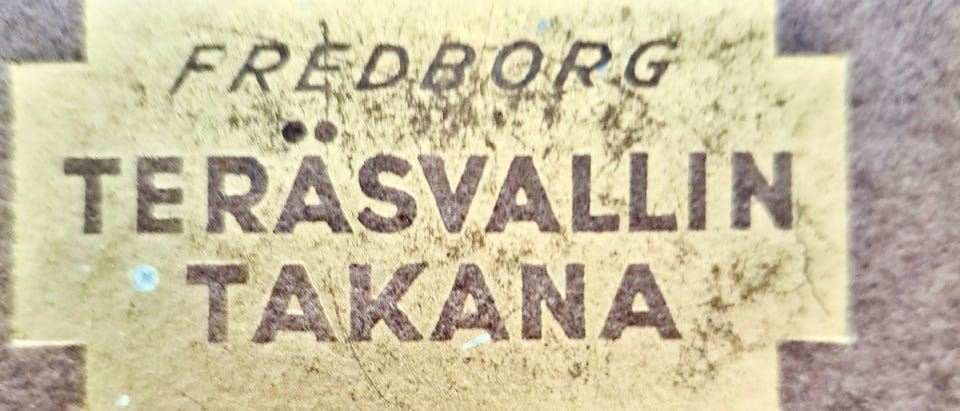 FREDBORG
TERÄSVALLIN
TAKANA